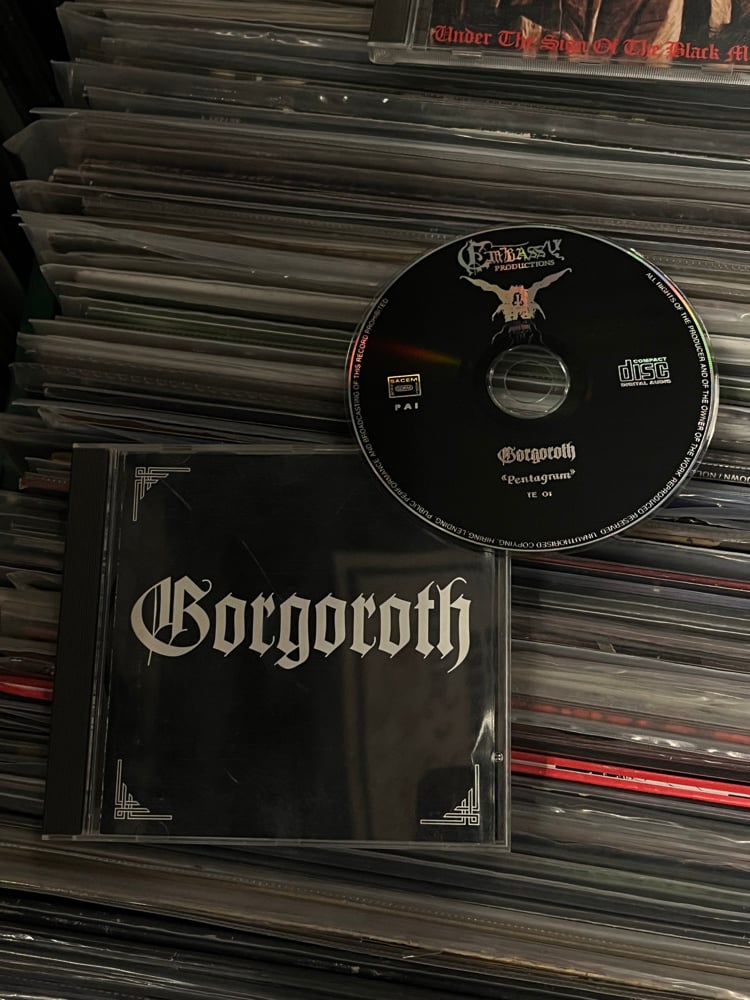 Under The Sign Of The Black M
Embassy
PRODUCTIONS
COMPACT
disc
DIGITAL AUDIO
SACEM
PAI
Gorgoroth
"Pentagram"
TE 01
ALL RIGHTS OF THE PRODUCER AND OF THE OWNER OF THE WORK REPRODUCED RESERVED. UNAUTHORISED COPYING, HIRING, LENDING, PUBLIC PERFORMANCE AND BROADCASTING OF THIS RECORD PROHIBITED
Gorgoroth